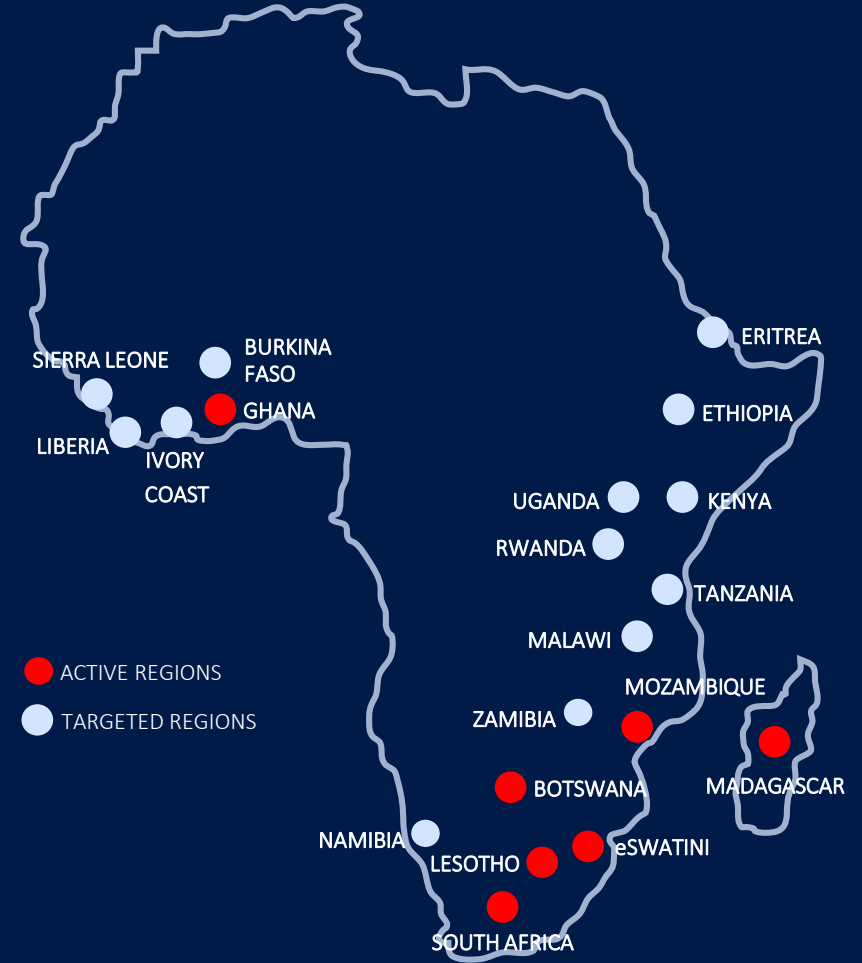 ERITREA
BURKINA
FASO
SIERRA LEONE
GHANA
ETHIOPIA
LIBERIA
IVORY
COAST
UGANDA
KENYA
RWANDA
TANZANIA
MALAWI
ACTIVE REGIONS
TARGETED REGIONS
MOZAMBIQUE
ZAMIBIA
MADAGASCAR
BOTSWANA
NAMIBIA
eSWATINI
LESOTHO
SOUTH AFRICA